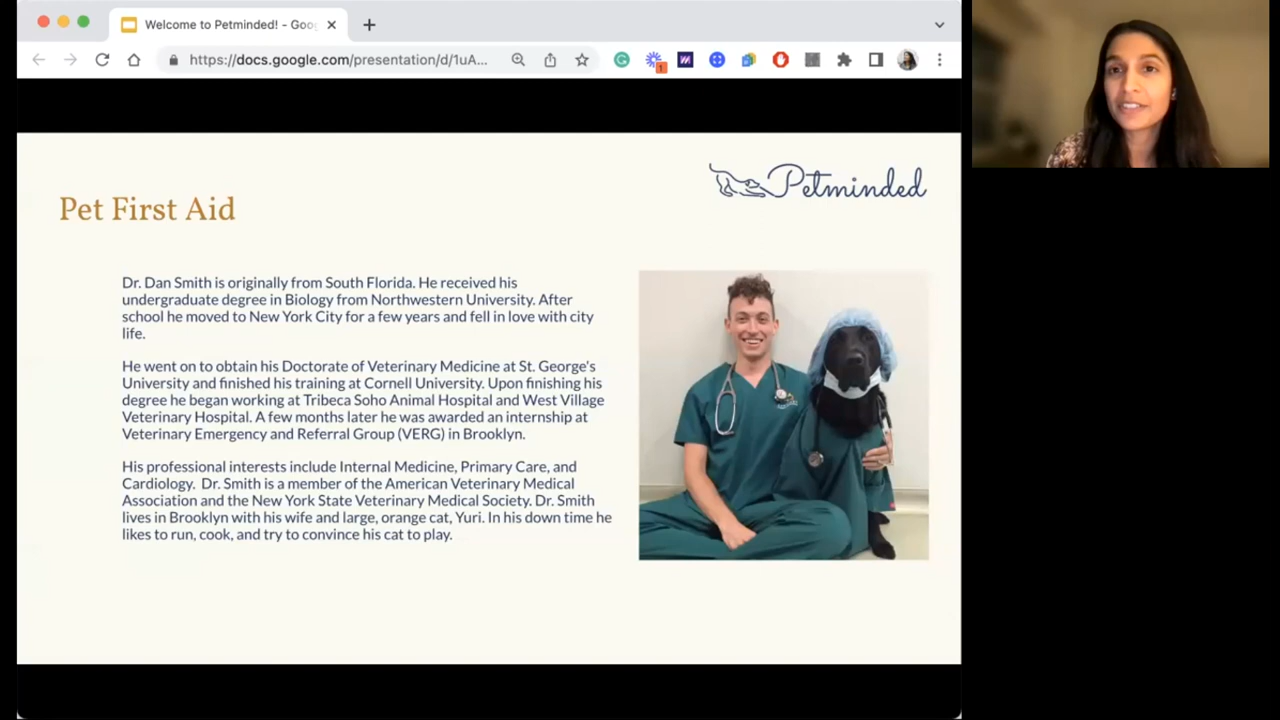 Welcome to Petminded! - Goo
https://docs.google.com/presentation/d/1uA...
1
Petminded
Pet First Aid
Dr. Dan Smith is originally from South Florida. He received his
undergraduate degree in Biology from Northwestern University. After
school he moved to New York City for a few years and fell in love with city
life.
He went on to obtain his Doctorate of Veterinary Medicine at St. George's
University and finished his training at Cornell University. Upon finishing his
degree he began working at Tribeca Soho Animal Hospital and West Village
Veterinary Hospital. A few months later he was awarded an internship at
Veterinary Emergency and Referral Group (VERG) in Brooklyn.
His professional interests include Internal Medicine, Primary Care, and
Cardiology. Dr. Smith is a member of the American Veterinary Medical
Association and the New York State Veterinary Medical Society. Dr. Smith
lives in Brooklyn with his wife and large, orange cat, Yuri. In his down time he
likes to run, cook, and try to convince his cat to play.